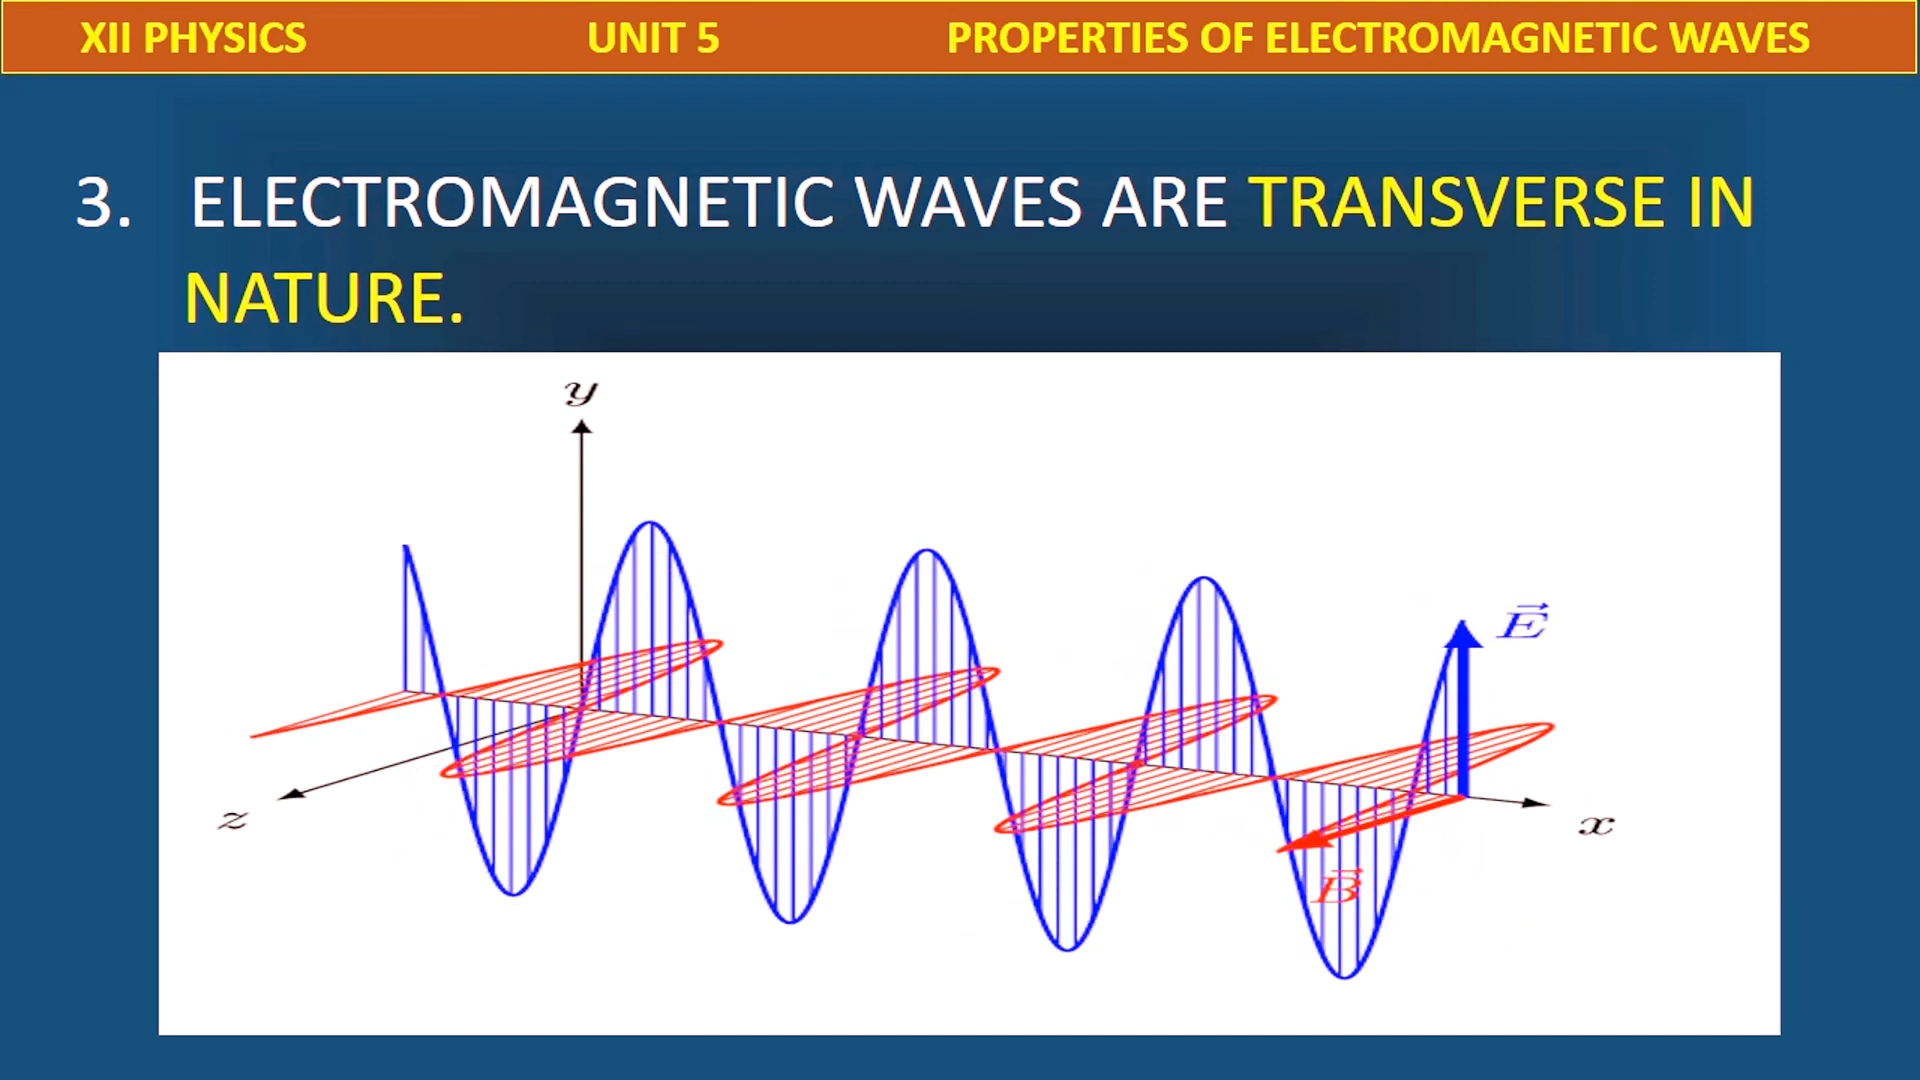 XII PHYSICS UNIT 5 PROPERTIES OF ELECTROMAGNETIC WAVES
3. ELECTROMAGNETIC WAVES ARE TRANSVERSE IN
NATURE.
y
E⃗
z
x
B⃗